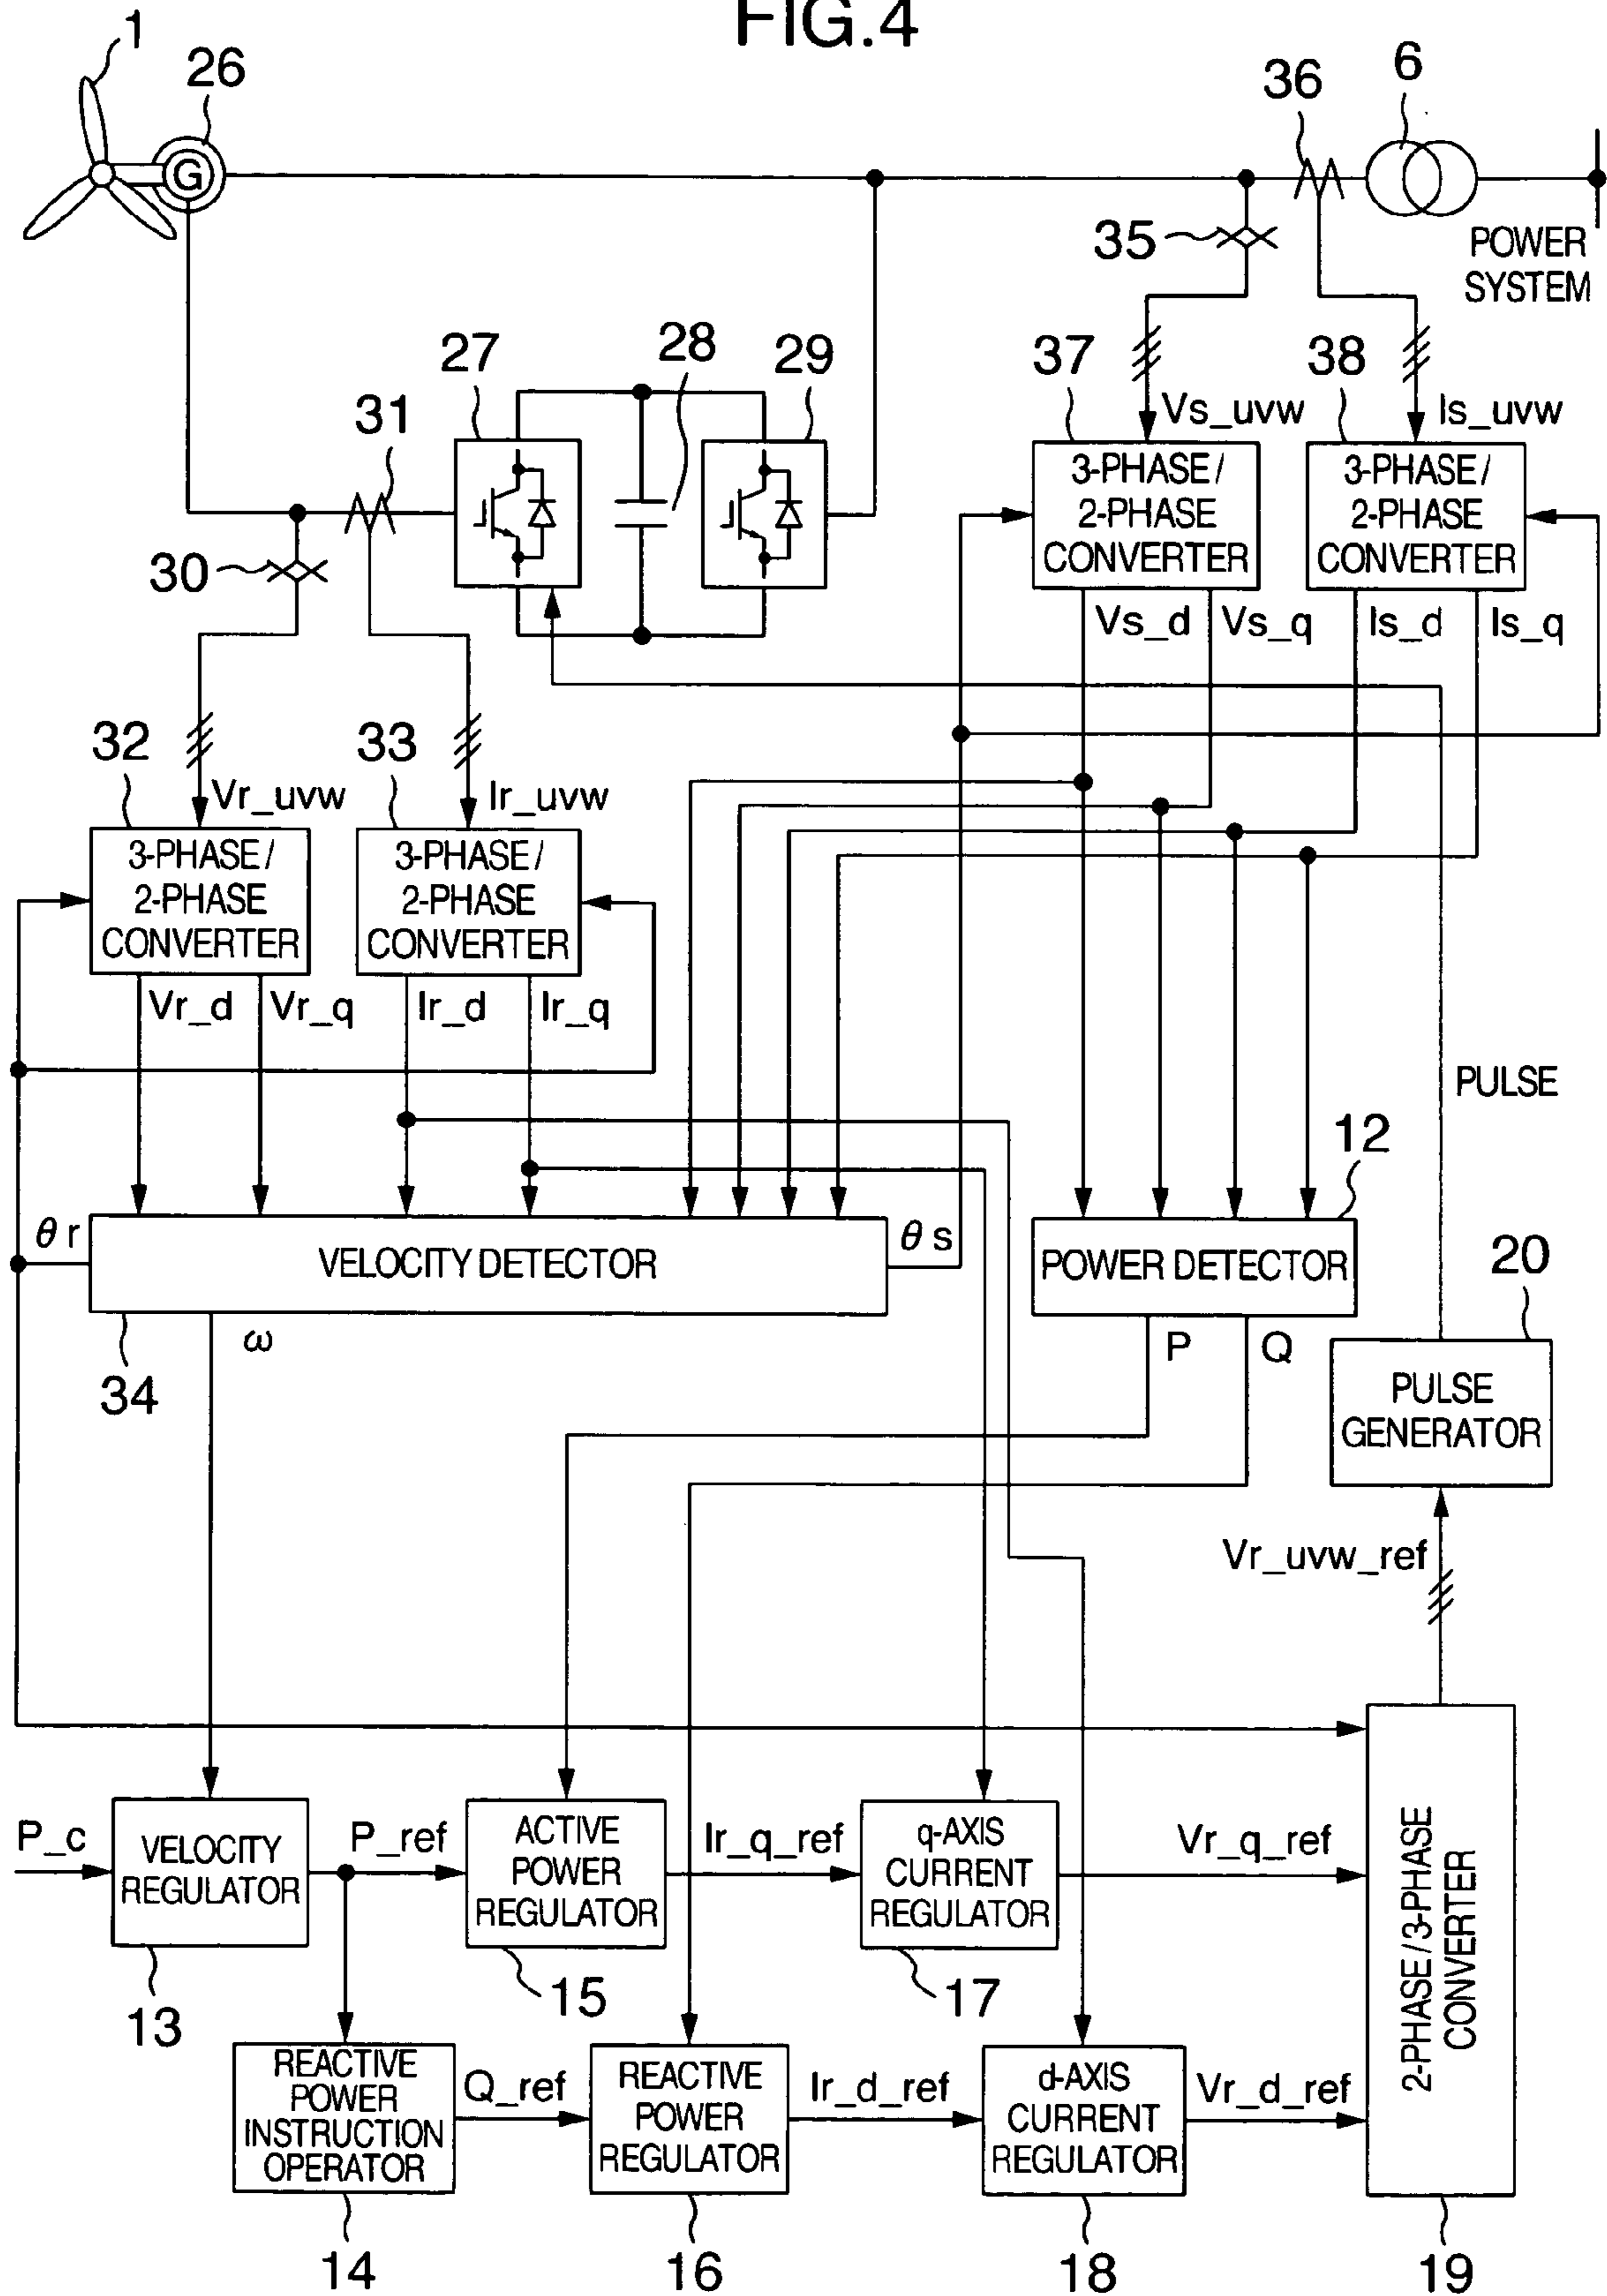 FIG.4
1
26
G
36
6
35
POWER
SYSTEM
27
28
29
31
30
37
38
Vs_uvw
Is_uvw
3-PHASE/
2-PHASE
CONVERTER
3-PHASE/
2-PHASE
CONVERTER
Vs_d
Vs_q
Is_d
Is_q
32
33
Vr_uvw
Ir_uvw
3-PHASE/
2-PHASE
CONVERTER
3-PHASE/
2-PHASE
CONVERTER
Vr_d
Vr_q
Ir_d
Ir_q
PULSE
12
θr
VELOCITY DETECTOR
θs
POWER DETECTOR
20
34
ω
P
Q
PULSE
GENERATOR
Vr_uvw_ref
P_c
VELOCITY
REGULATOR
P_ref
ACTIVE
POWER
REGULATOR
Ir_q_ref
q-AXIS
CURRENT
REGULATOR
Vr_q_ref
2-PHASE/3-PHASE
CONVERTER
13
15
17
REACTIVE
POWER
INSTRUCTION
OPERATOR
Q_ref
REACTIVE
POWER
REGULATOR
Ir_d_ref
d-AXIS
CURRENT
REGULATOR
Vr_d_ref
14
16
18
19